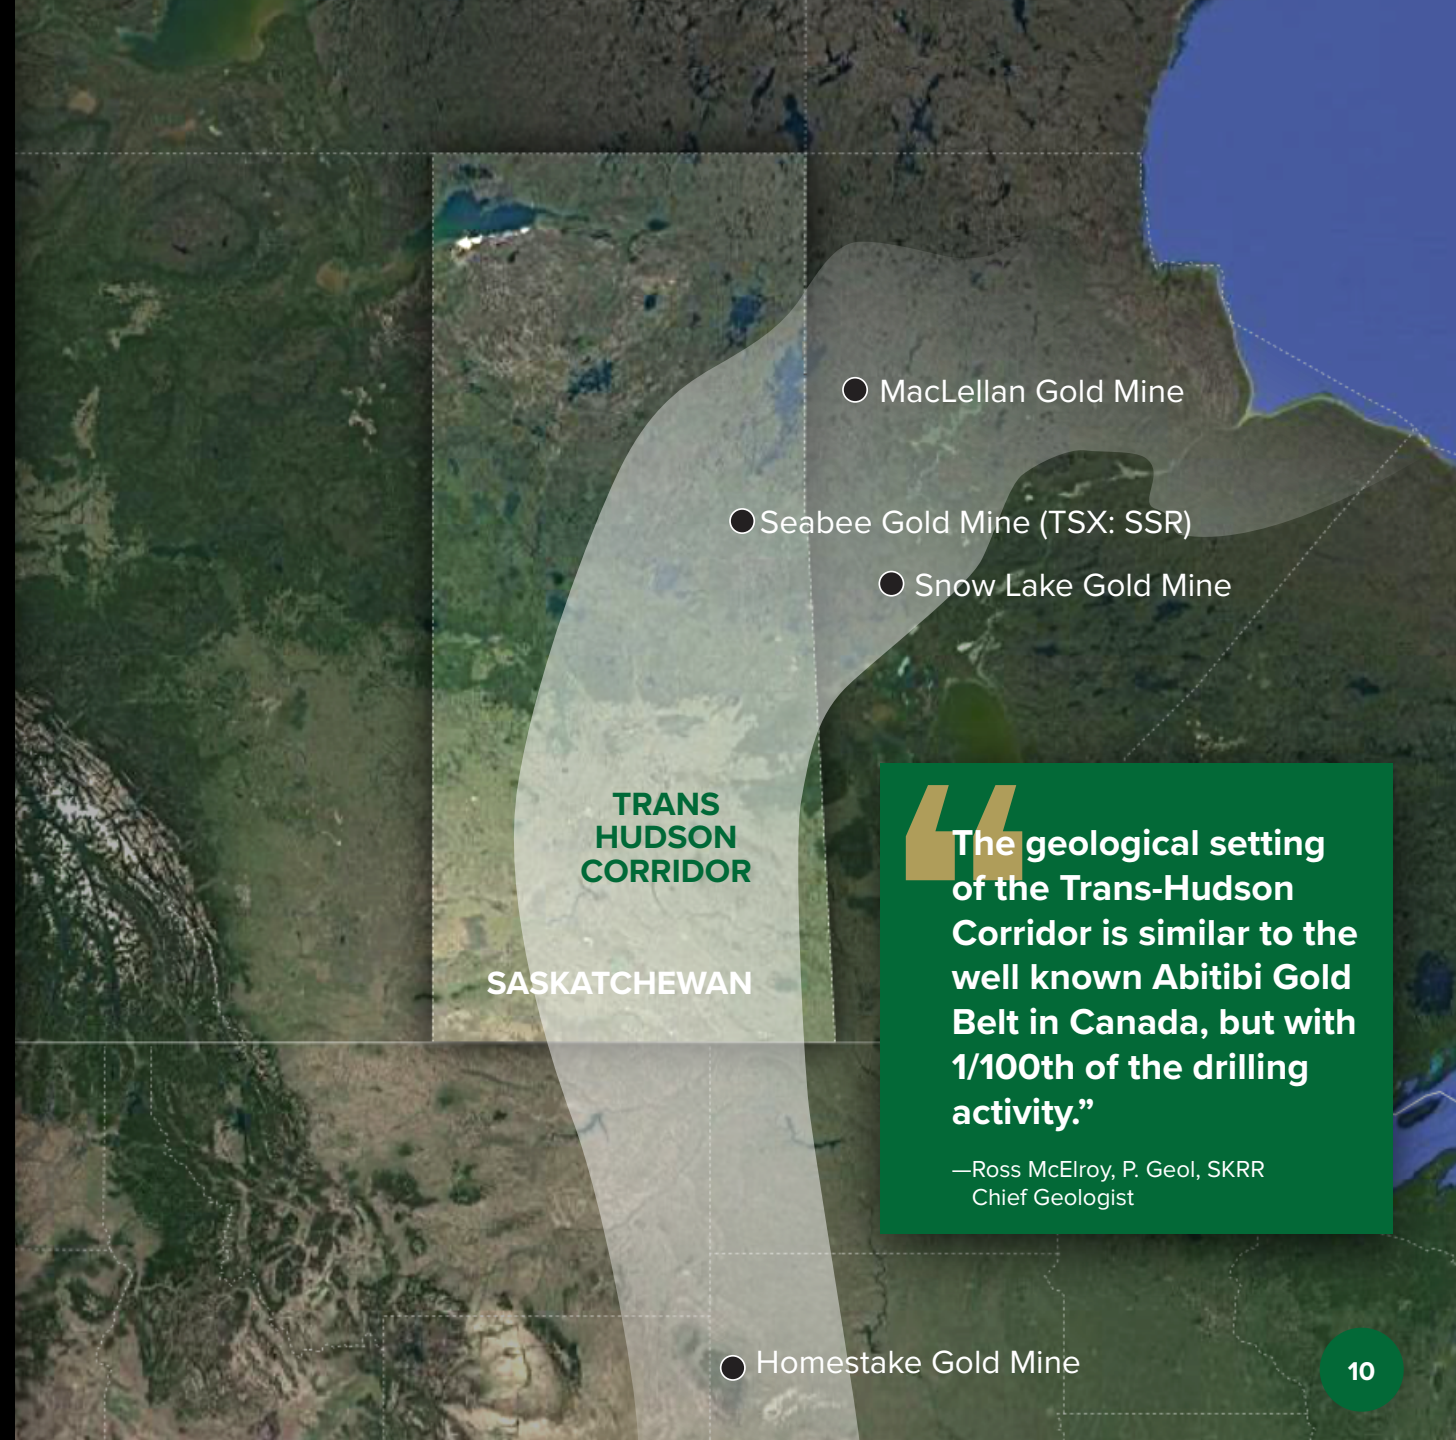 MacLellan Gold Mine
Seabee Gold Mine (TSX: SSR)
Snow Lake Gold Mine
TRANS
HUDSON
CORRIDOR
SASKATCHEWAN
“
The geological setting
of the Trans-Hudson
Corridor is similar to the
well known Abitibi Gold
Belt in Canada, but with
1/100th of the drilling
activity.”
—Ross McElroy, P. Geol, SKRR
Chief Geologist
Homestake Gold Mine
10